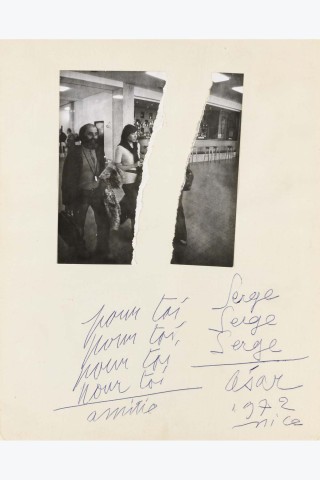 pour toi Serge
pour toi, Serge
pour toi Serge
pour toi
amitié César
1972
nice